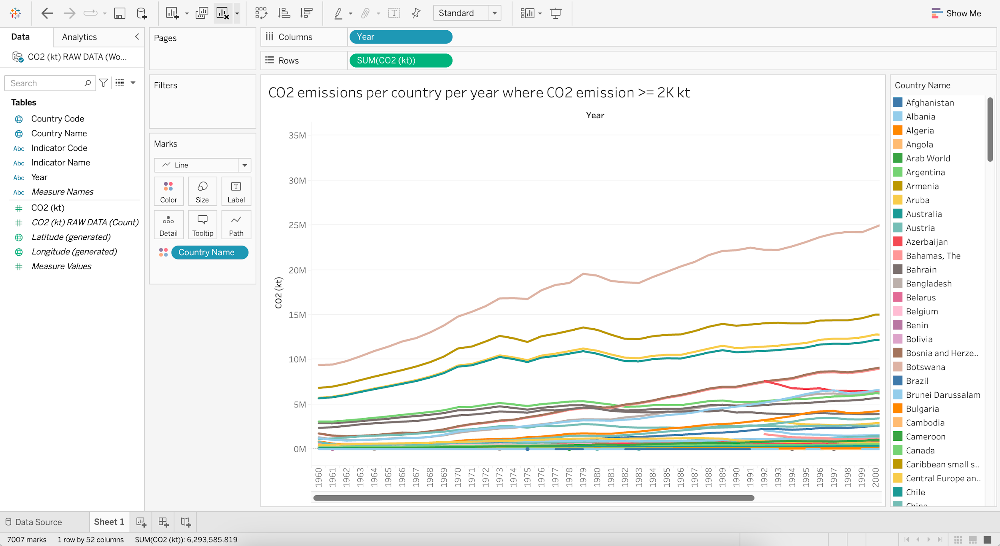 Standard
Show Me
Data
Analytics
CO2 (kt) RAW DATA (Wo...
Search
Tables
Country Code
Country Name
Abc Indicator Code
Abc Indicator Name
Abc Year
Abc Measure Names
CO2 (kt)
CO2 (kt) RAW DATA (Count)
Latitude (generated)
Longitude (generated)
Measure Values
Pages
Filters
Marks
Line
Color
Size
T
Label
Detail
Tooltip
Path
Country Name
Columns
Year
Rows
SUM(CO2 (kt))
CO2 emissions per country per year where CO2 emission >= 2K kt
Year
CO2 (kt)
35M
30M
25M
20M
15M
10M
5M
0M
1960
1961
1962
1963
1964
1965
1966
1967
1968
1969
1970
1971
1972
1973
1974
1975
1976
1977
1978
1979
1980
1981
1982
1983
1984
1985
1986
1987
1988
1989
1990
1991
1992
1993
1994
1995
1996
1997
1998
1999
2000
Country Name
Afghanistan
Albania
Algeria
Angola
Arab World
Argentina
Armenia
Aruba
Australia
Austria
Azerbaijan
Bahamas, The
Bahrain
Bangladesh
Belarus
Belgium
Benin
Bolivia
Bosnia and Herze..
Botswana
Brazil
Brunei Darussalam
Bulgaria
Cambodia
Cameroon
Canada
Caribbean small s..
Central Europe an..
Chile
China
Data Source
Sheet 1
7007 marks
1 row by 52 columns
SUM(CO2 (kt)): 6,293,585,819